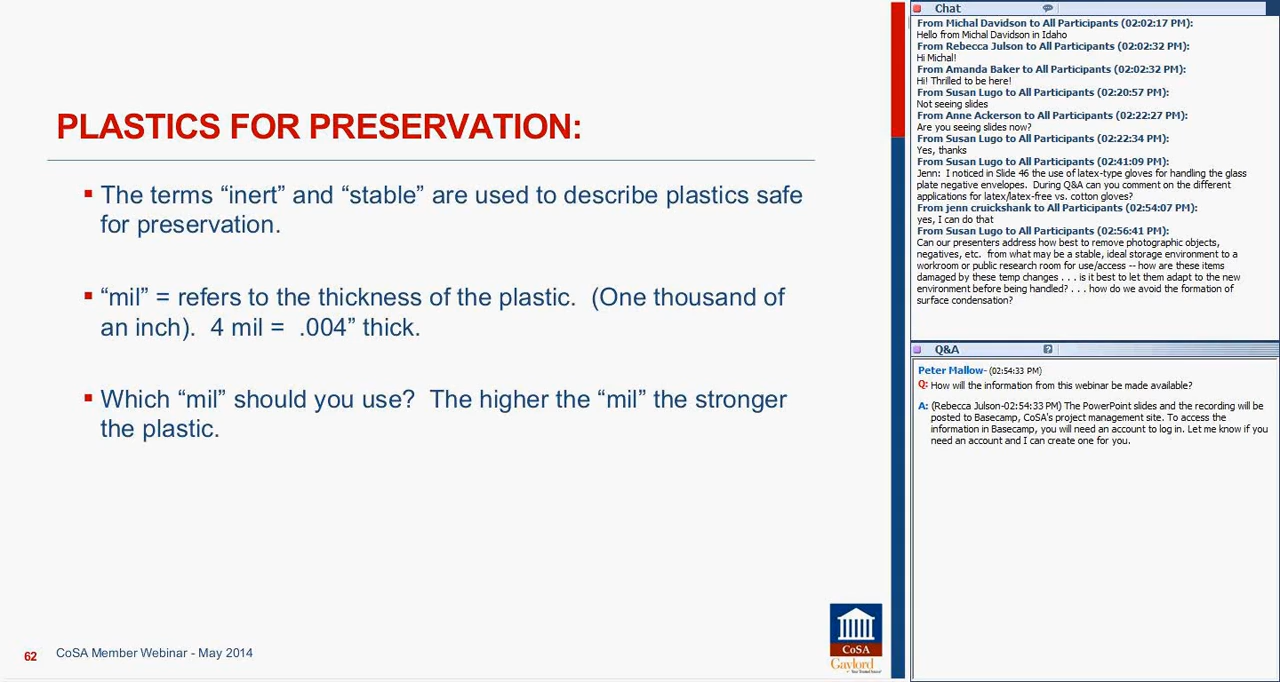 PLASTICS FOR PRESERVATION:
▪ The terms “inert” and “stable” are used to describe plastics safe
for preservation.
▪ “mil” = refers to the thickness of the plastic. (One thousand of
an inch). 4 mil = .004” thick.
▪ Which “mil” should you use? The higher the “mil” the stronger
the plastic.
62 CoSA Member Webinar - May 2014
CoSA
Gaylord
Chat
From Michal Davidson to All Participants (02:02:17 PM):
Hello from Michal Davidson in Idaho
From Rebecca Julson to All Participants (02:02:32 PM):
Hi Michal!
From Amanda Baker to All Participants (02:02:32 PM):
Hi! Thrilled to be here!
From Susan Lugo to All Participants (02:20:57 PM):
Not seeing slides
From Anne Ackerson to All Participants (02:22:27 PM):
Are you seeing slides now?
From Susan Lugo to All Participants (02:22:34 PM):
Yes, thanks
From Susan Lugo to All Participants (02:41:09 PM):
Jenn: I noticed in Slide 46 the use of latex-type gloves for handling the glass
plate negative envelopes. During Q&A can you comment on the different
applications for latex/latex-free vs. cotton gloves?
From jenn cruickshank to All Participants (02:54:07 PM):
yes, I can do that
From Susan Lugo to All Participants (02:56:41 PM):
Can our presenters address how best to remove photographic objects,
negatives, etc. from what may be a stable, ideal storage environment to a
workroom or public research room for use/access -- how are these items
damaged by these temp changes . . . is it best to let them adapt to the new
environment before being handled? . . . how do we avoid the formation of
surface condensation?
Q&A
Peter Mallow- (02:54:33 PM)
Q: How will the information from this webinar be made available?
A: (Rebecca Julson-02:54:33 PM) The PowerPoint slides and the recording will be
posted to Basecamp, CoSA's project management site. To access the
information in Basecamp, you will need an account to log in. Let me know if you
need an account and I can create one for you.